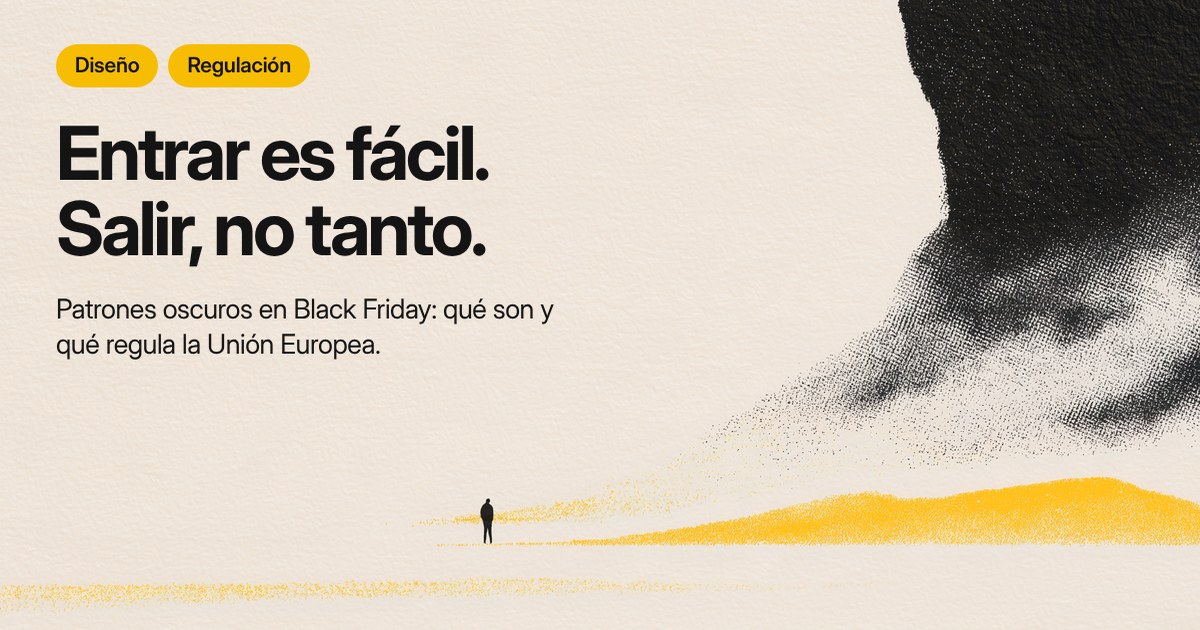 Diseño
Regulación
Entrar es fácil.
Salir, no tanto.
Patrones oscuros en Black Friday: qué son y
qué regula la Unión Europea.